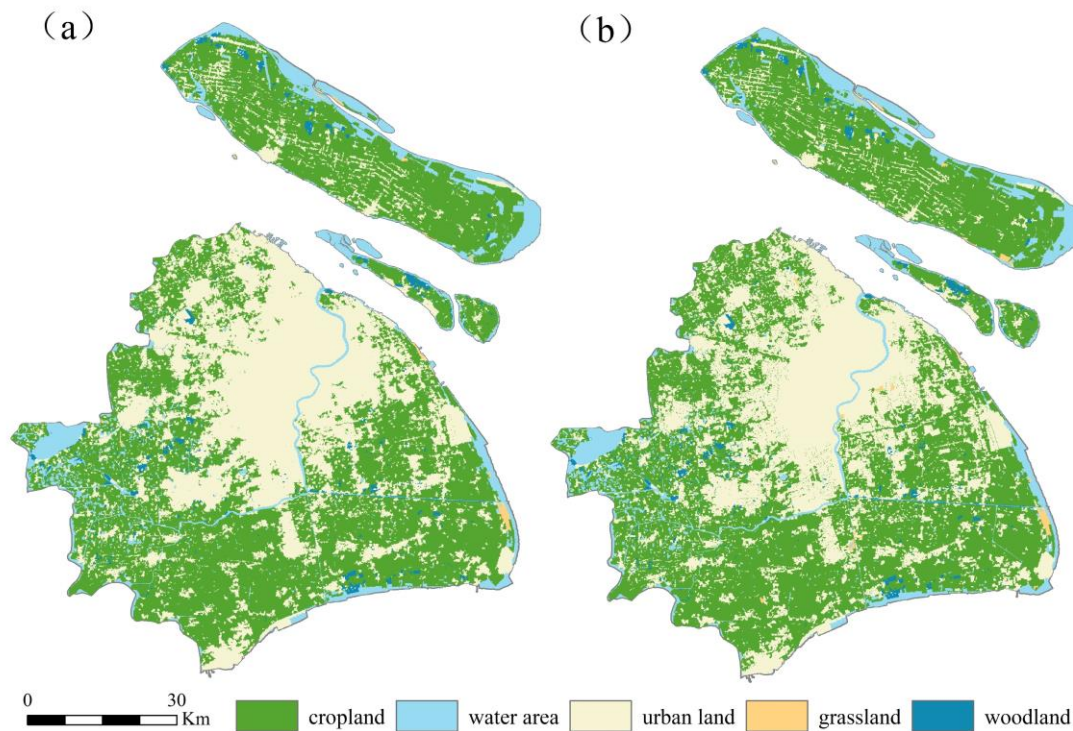 （a） （b）
0 30
Km cropland water area urban land grassland woodland